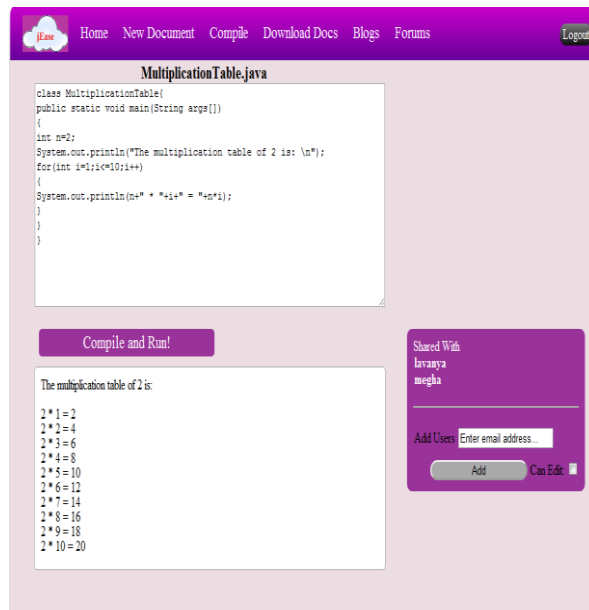 jEase Home New Document Compile Download Docs Blogs Forums Logout
MultiplicationTable.java
class MultiplicationTable{
public static void main(String args[])
{
int n=2;
System.out.println("The multiplication table of 2 is: \n");
for(int i=1;i<=10;i++)
{
System.out.println(n+" * "+i+" = "+n*i);
}
}
}
Compile and Run!
The multiplication table of 2 is:
2 * 1 = 2
2 * 2 = 4
2 * 3 = 6
2 * 4 = 8
2 * 5 = 10
2 * 6 = 12
2 * 7 = 14
2 * 8 = 16
2 * 9 = 18
2 * 10 = 20
Shared With
lavanya
megha
Add Users Enter email address...
Add Can Edit